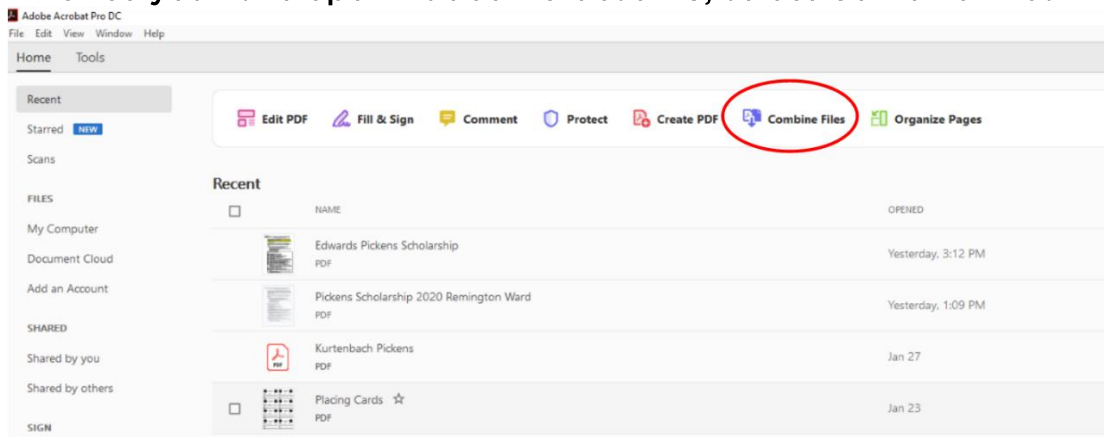 Adobe Acrobat Pro DC
File Edit View Window Help
Home Tools
Recent
Starred NEW
Scans
FILES
My Computer
Document Cloud
Add an Account
SHARED
Shared by you
Shared by others
SIGN
Edit PDF Fill & Sign Comment Protect Create PDF Combine Files Organize Pages
Recent
NAME OPENED
Edwards Pickens Scholarship Yesterday, 3:12 PM
PDF
Pickens Scholarship 2020 Remington Ward Yesterday, 1:09 PM
PDF
Kurtenbach Pickens Jan 27
PDF
Placing Cards Jan 23
PDF